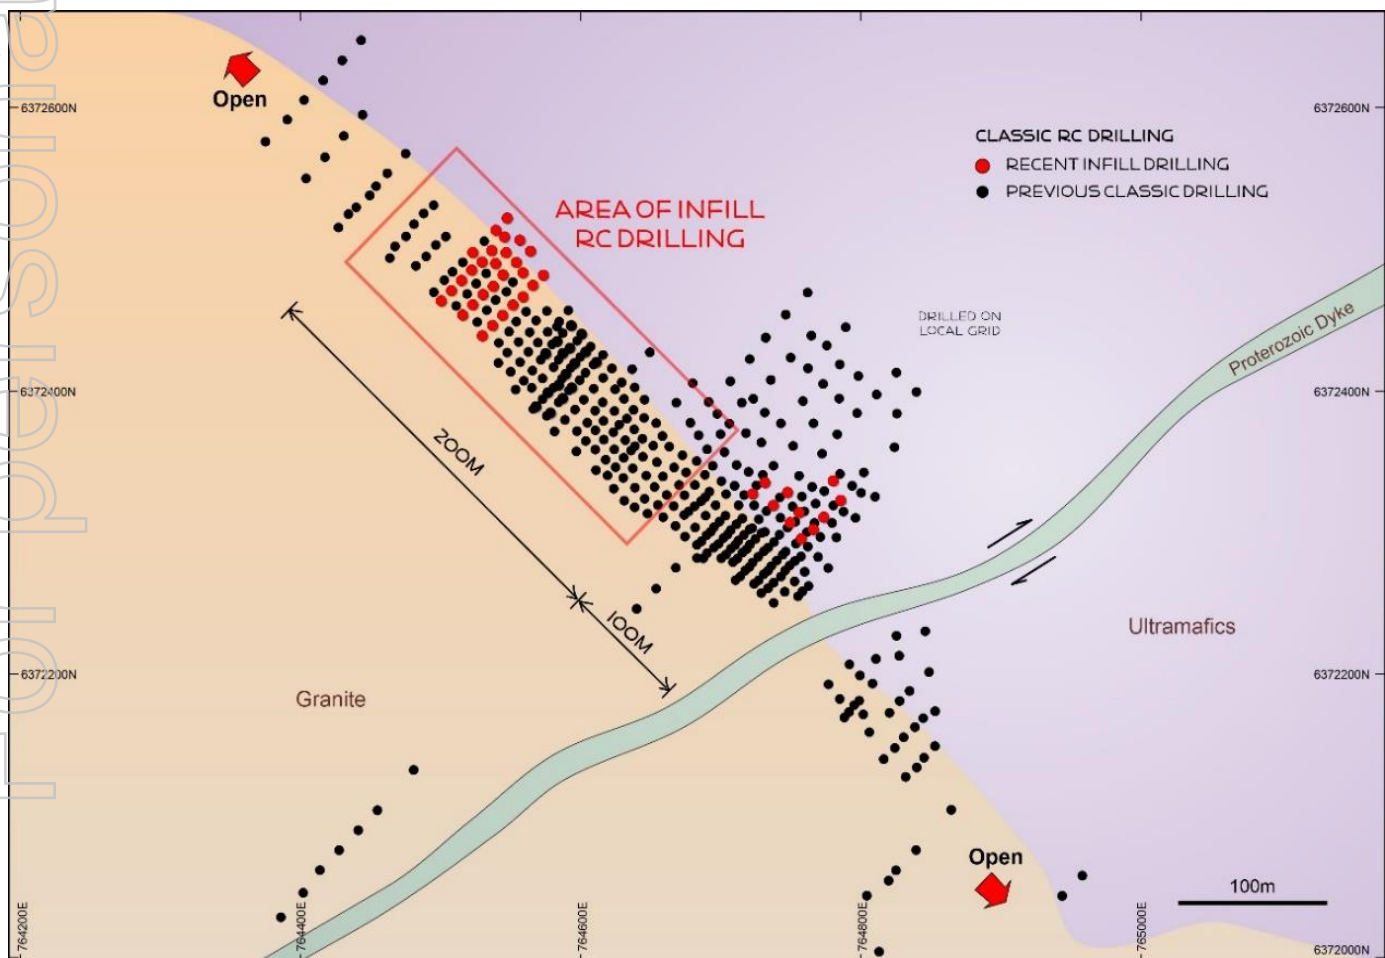 For personal
Open
6372600N
6372600N
CLASSIC RC DRILLING
RECENT INFILL DRILLING
PREVIOUS CLASSIC DRILLING
AREA OF INFILL
RC DRILLING
DRILLED ON
LOCAL GRID
Proterozoic Dyke
6372400N
6372400N
200M
100M
Ultramafics
6372200N
6372200N
Granite
Open
100m
764200E
764400E
764600E
764800E
765000E
6372000N